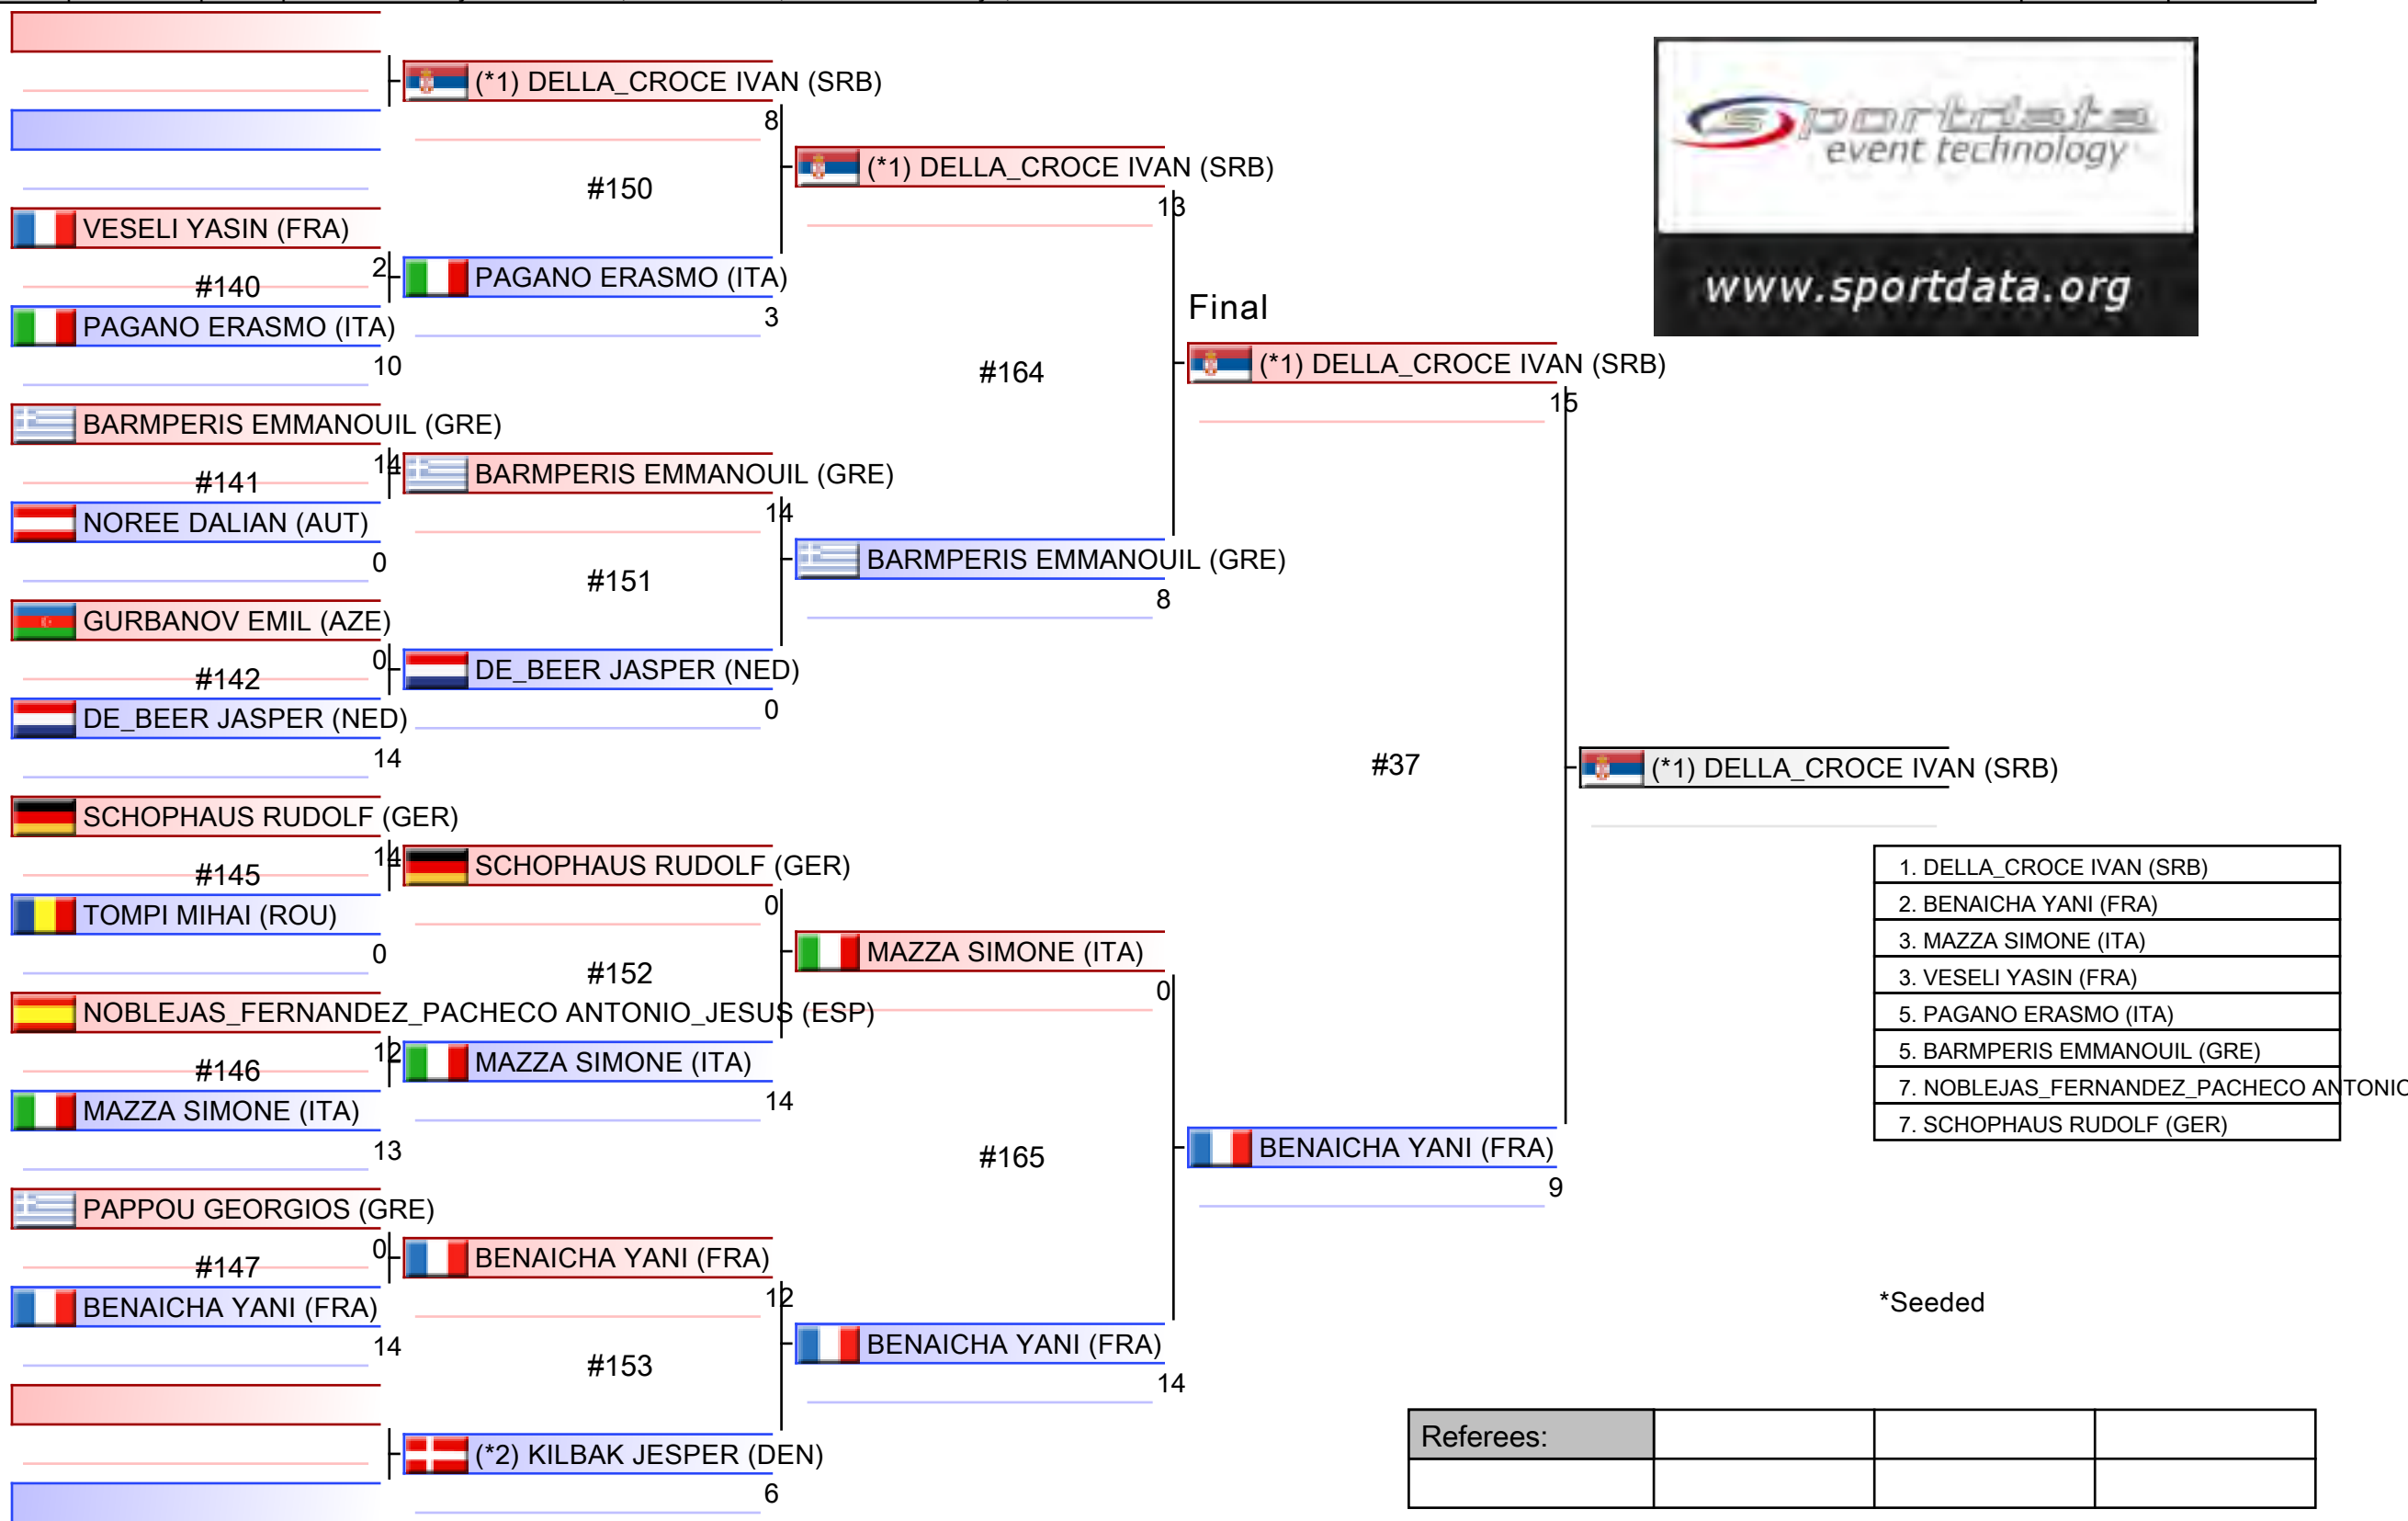 (*1) DELLA_CROCE IVAN (SRB)
8
#150
VESELI YASIN (FRA)
2
#140
PAGANO ERASMO (ITA)
10
PAGANO ERASMO (ITA)
3
(*1) DELLA_CROCE IVAN (SRB)
13
BARMPERIS EMMANOUIL (GRE)
14
#141
NOREE DALIAN (AUT)
0
BARMPERIS EMMANOUIL (GRE)
14
#151
GURBANOV EMIL (AZE)
0
#142
DE_BEER JASPER (NED)
14
DE_BEER JASPER (NED)
0
BARMPERIS EMMANOUIL (GRE)
8
#164
Final
(*1) DELLA_CROCE IVAN (SRB)
15
SCHOPHAUS RUDOLF (GER)
14
#145
TOMPI MIHAI (ROU)
0
SCHOPHAUS RUDOLF (GER)
0
#152
NOBLEJAS_FERNANDEZ_PACHECO ANTONIO_JESUS (ESP)
12
#146
MAZZA SIMONE (ITA)
13
MAZZA SIMONE (ITA)
14
MAZZA SIMONE (ITA)
0
#165
PAPPOU GEORGIOS (GRE)
0
#147
BENAICHA YANI (FRA)
14
BENAICHA YANI (FRA)
12
#153
(*2) KILBAK JESPER (DEN)
6
BENAICHA YANI (FRA)
14
BENAICHA YANI (FRA)
9
#37
(*1) DELLA_CROCE IVAN (SRB)
sportdata
event technology
www.sportdata.org
1. DELLA_CROCE IVAN (SRB)
2. BENAICHA YANI (FRA)
3. MAZZA SIMONE (ITA)
3. VESELI YASIN (FRA)
5. PAGANO ERASMO (ITA)
5. BARMPERIS EMMANOUIL (GRE)
7. NOBLEJAS_FERNANDEZ_PACHECO ANTONIO
7. SCHOPHAUS RUDOLF (GER)
*Seeded
Referees: